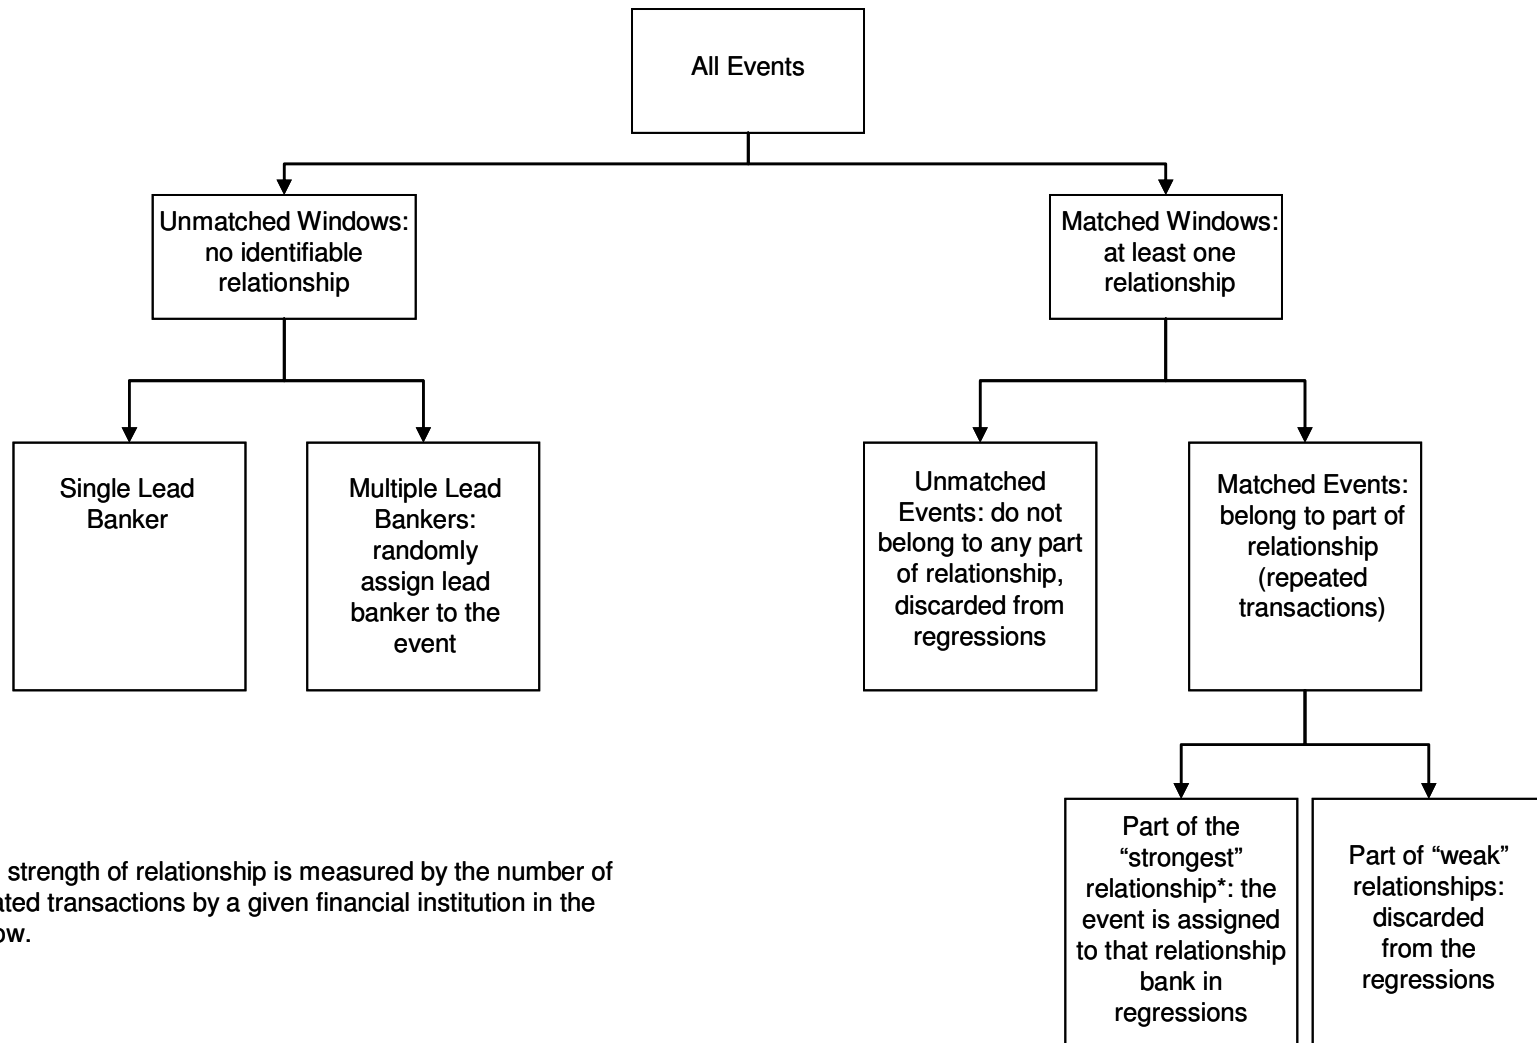 All Events
Unmatched Windows:
no identifiable
relationship
Matched Windows:
at least one
relationship
Single Lead
Banker
Multiple Lead
Bankers:
randomly
assign lead
banker to the
event
Unmatched
Events: do not
belong to any part
of relationship,
discarded from
regressions
Matched Events:
belong to part of
relationship
(repeated
transactions)
Part of the
“strongest”
relationship*: the
event is assigned
to that relationship
bank in
regressions
Part of “weak”
relationships:
discarded
from the
regressions
strength of relationship is measured by the number of
transactions by a given financial institution in the